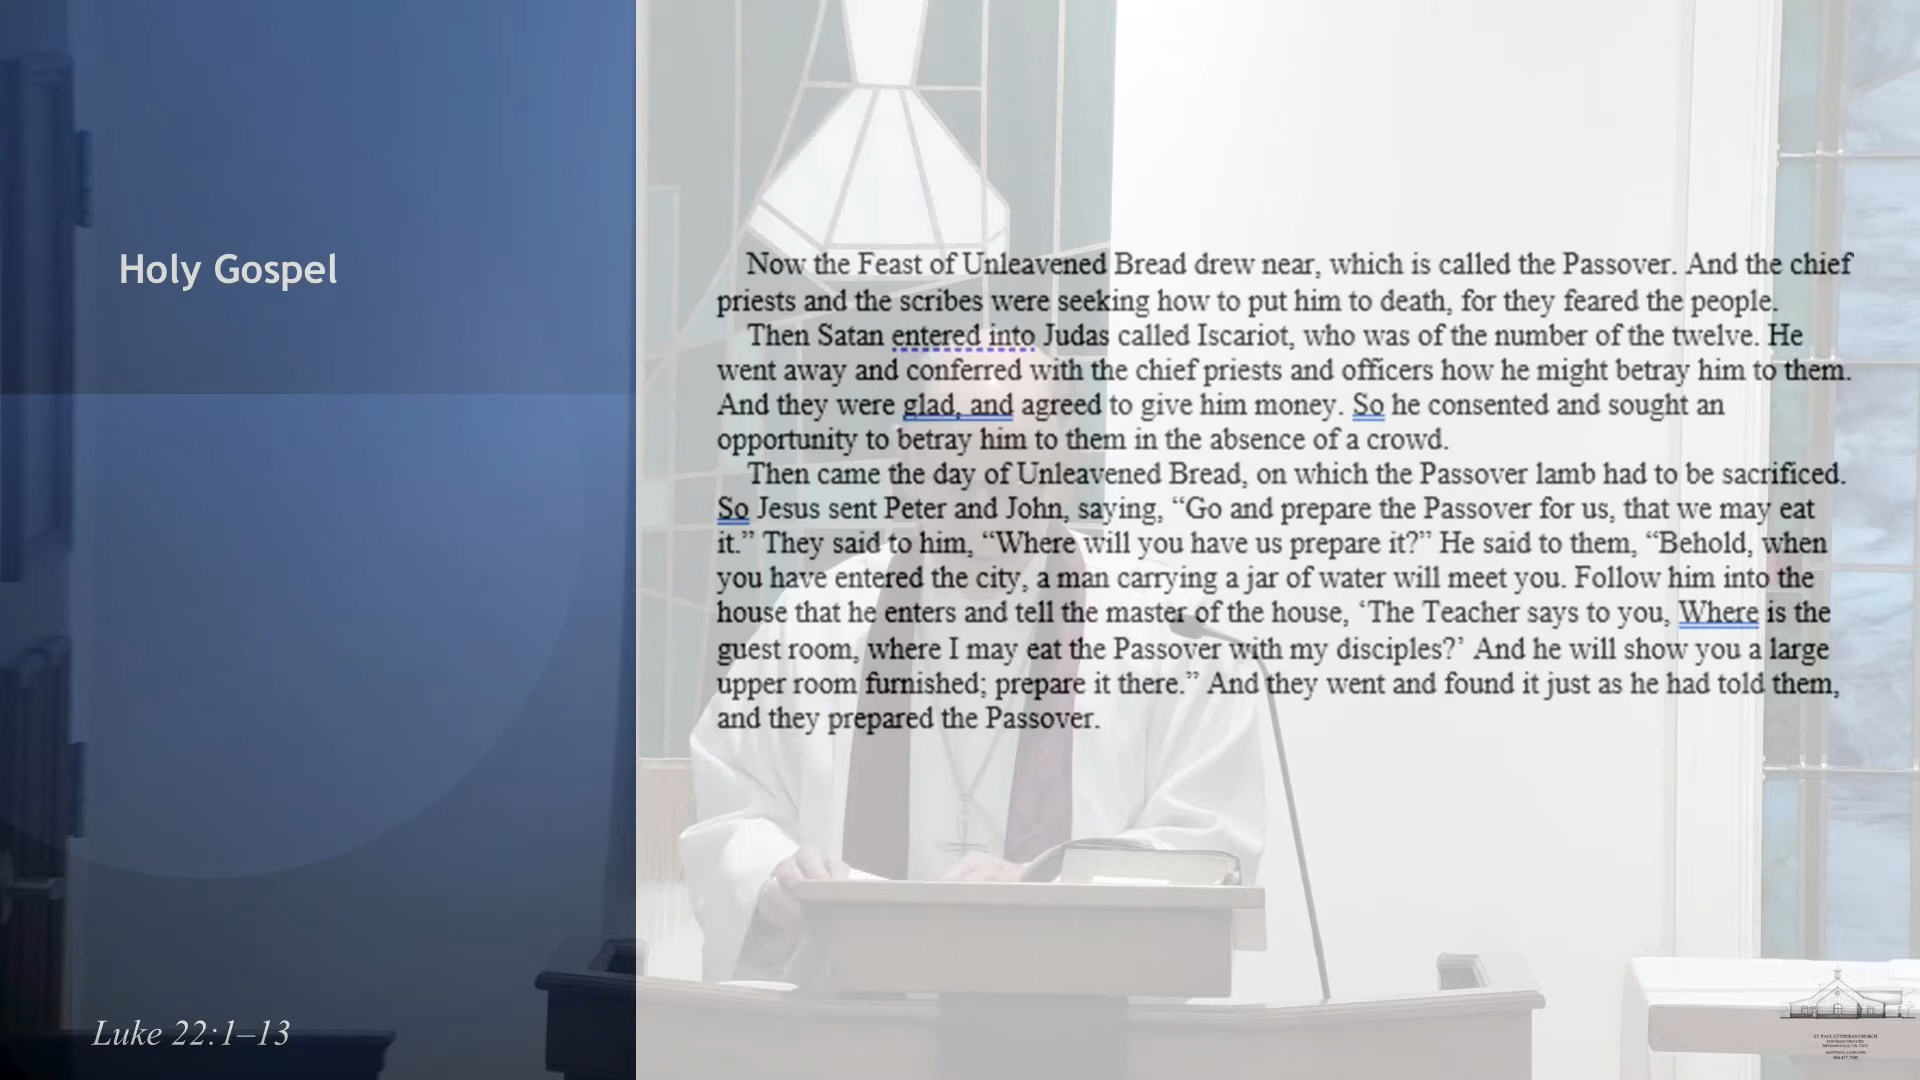 Holy Gospel
Now the Feast of Unleavened Bread drew near, which is called the Passover. And the chief
priests and the scribes were seeking how to put him to death, for they feared the people.
Then Satan entered into Judas called Iscariot, who was of the number of the twelve. He
went away and conferred with the chief priests and officers how he might betray him to them.
And they were glad, and agreed to give him money. So he consented and sought an
opportunity to betray him to them in the absence of a crowd.
Then came the day of Unleavened Bread, on which the Passover lamb had to be sacrificed.
So Jesus sent Peter and John, saying, “Go and prepare the Passover for us, that we may eat
it.” They said to him, “Where will you have us prepare it?” He said to them, “Behold, when
you have entered the city, a man carrying a jar of water will meet you. Follow him into the
house that he enters and tell the master of the house, ‘The Teacher says to you, Where is the
guest room, where I may eat the Passover with my disciples?’ And he will show you a large
upper room furnished; prepare it there.” And they went and found it just as he had told them,
and they prepared the Passover.
Luke 22:1–13
ST. PAUL LUTHERAN CHURCH